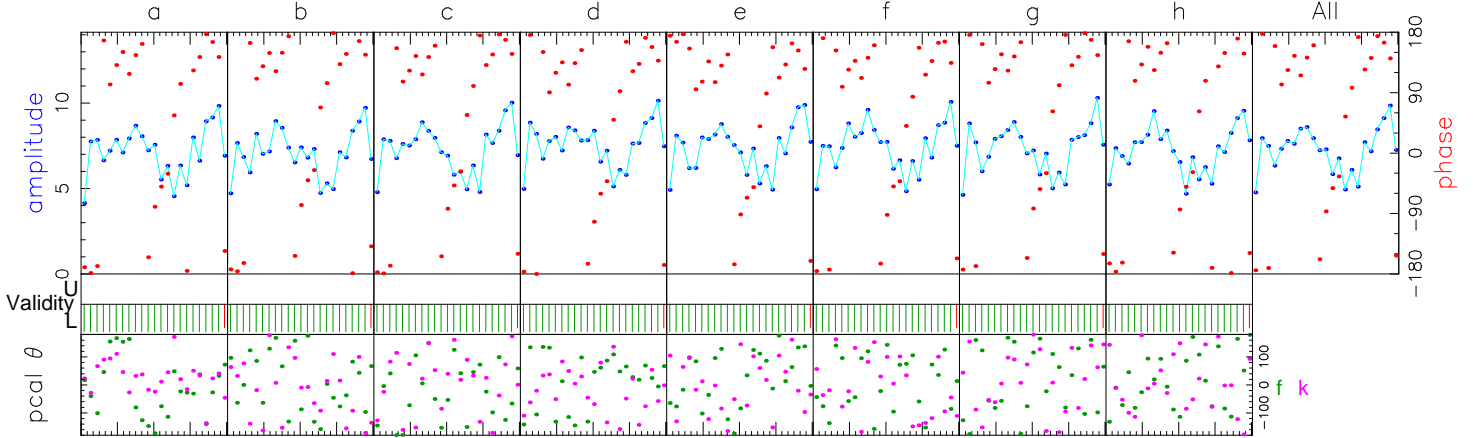 a b c d e f g h All
amplitude
10
5
0
180
90
0
-90
-180
phase
U
Validity
L
pcal θ
100
0
-100
f k